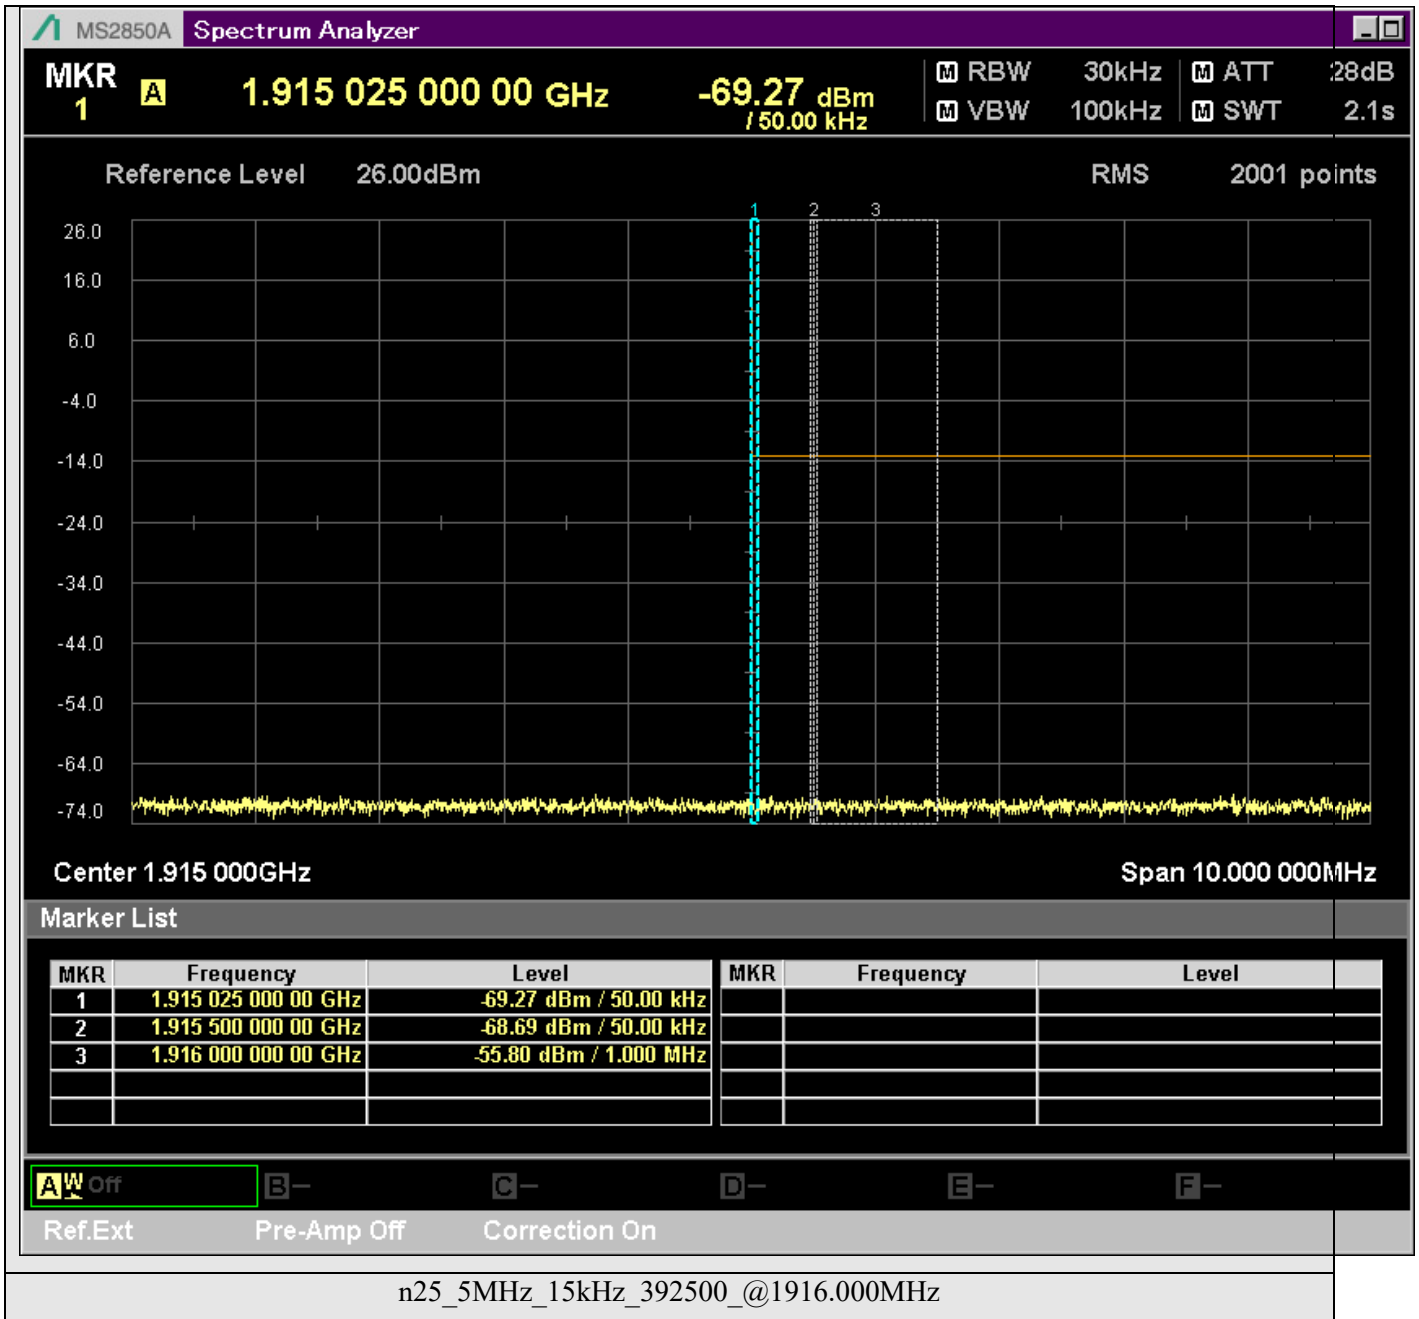 MS2850A Spectrum Analyzer
MKR 1 A 1.915 025 000 00 GHz -69.27 dBm / 50.00 kHz
M RBW 30kHz M ATT 28dB
M VBW 100kHz M SWT 2.1s
Reference Level 26.00dBm RMS 2001 points
1 2 3
26.0
16.0
6.0
-4.0
-14.0
-24.0
-34.0
-44.0
-54.0
-64.0
-74.0
Center 1.915 000GHz Span 10.000 000MHz
Marker List
MKR Frequency Level MKR Frequency Level
1 1.915 025 000 00 GHz -69.27 dBm / 50.00 kHz
2 1.915 500 000 00 GHz -68.69 dBm / 50.00 kHz
3 1.916 000 000 00 GHz -55.80 dBm / 1.000 MHz
A W Off B- C- D- E- F-
Ref.Ext Pre-Amp Off Correction On
n25_5MHz_15kHz_392500_@1916.000MHz